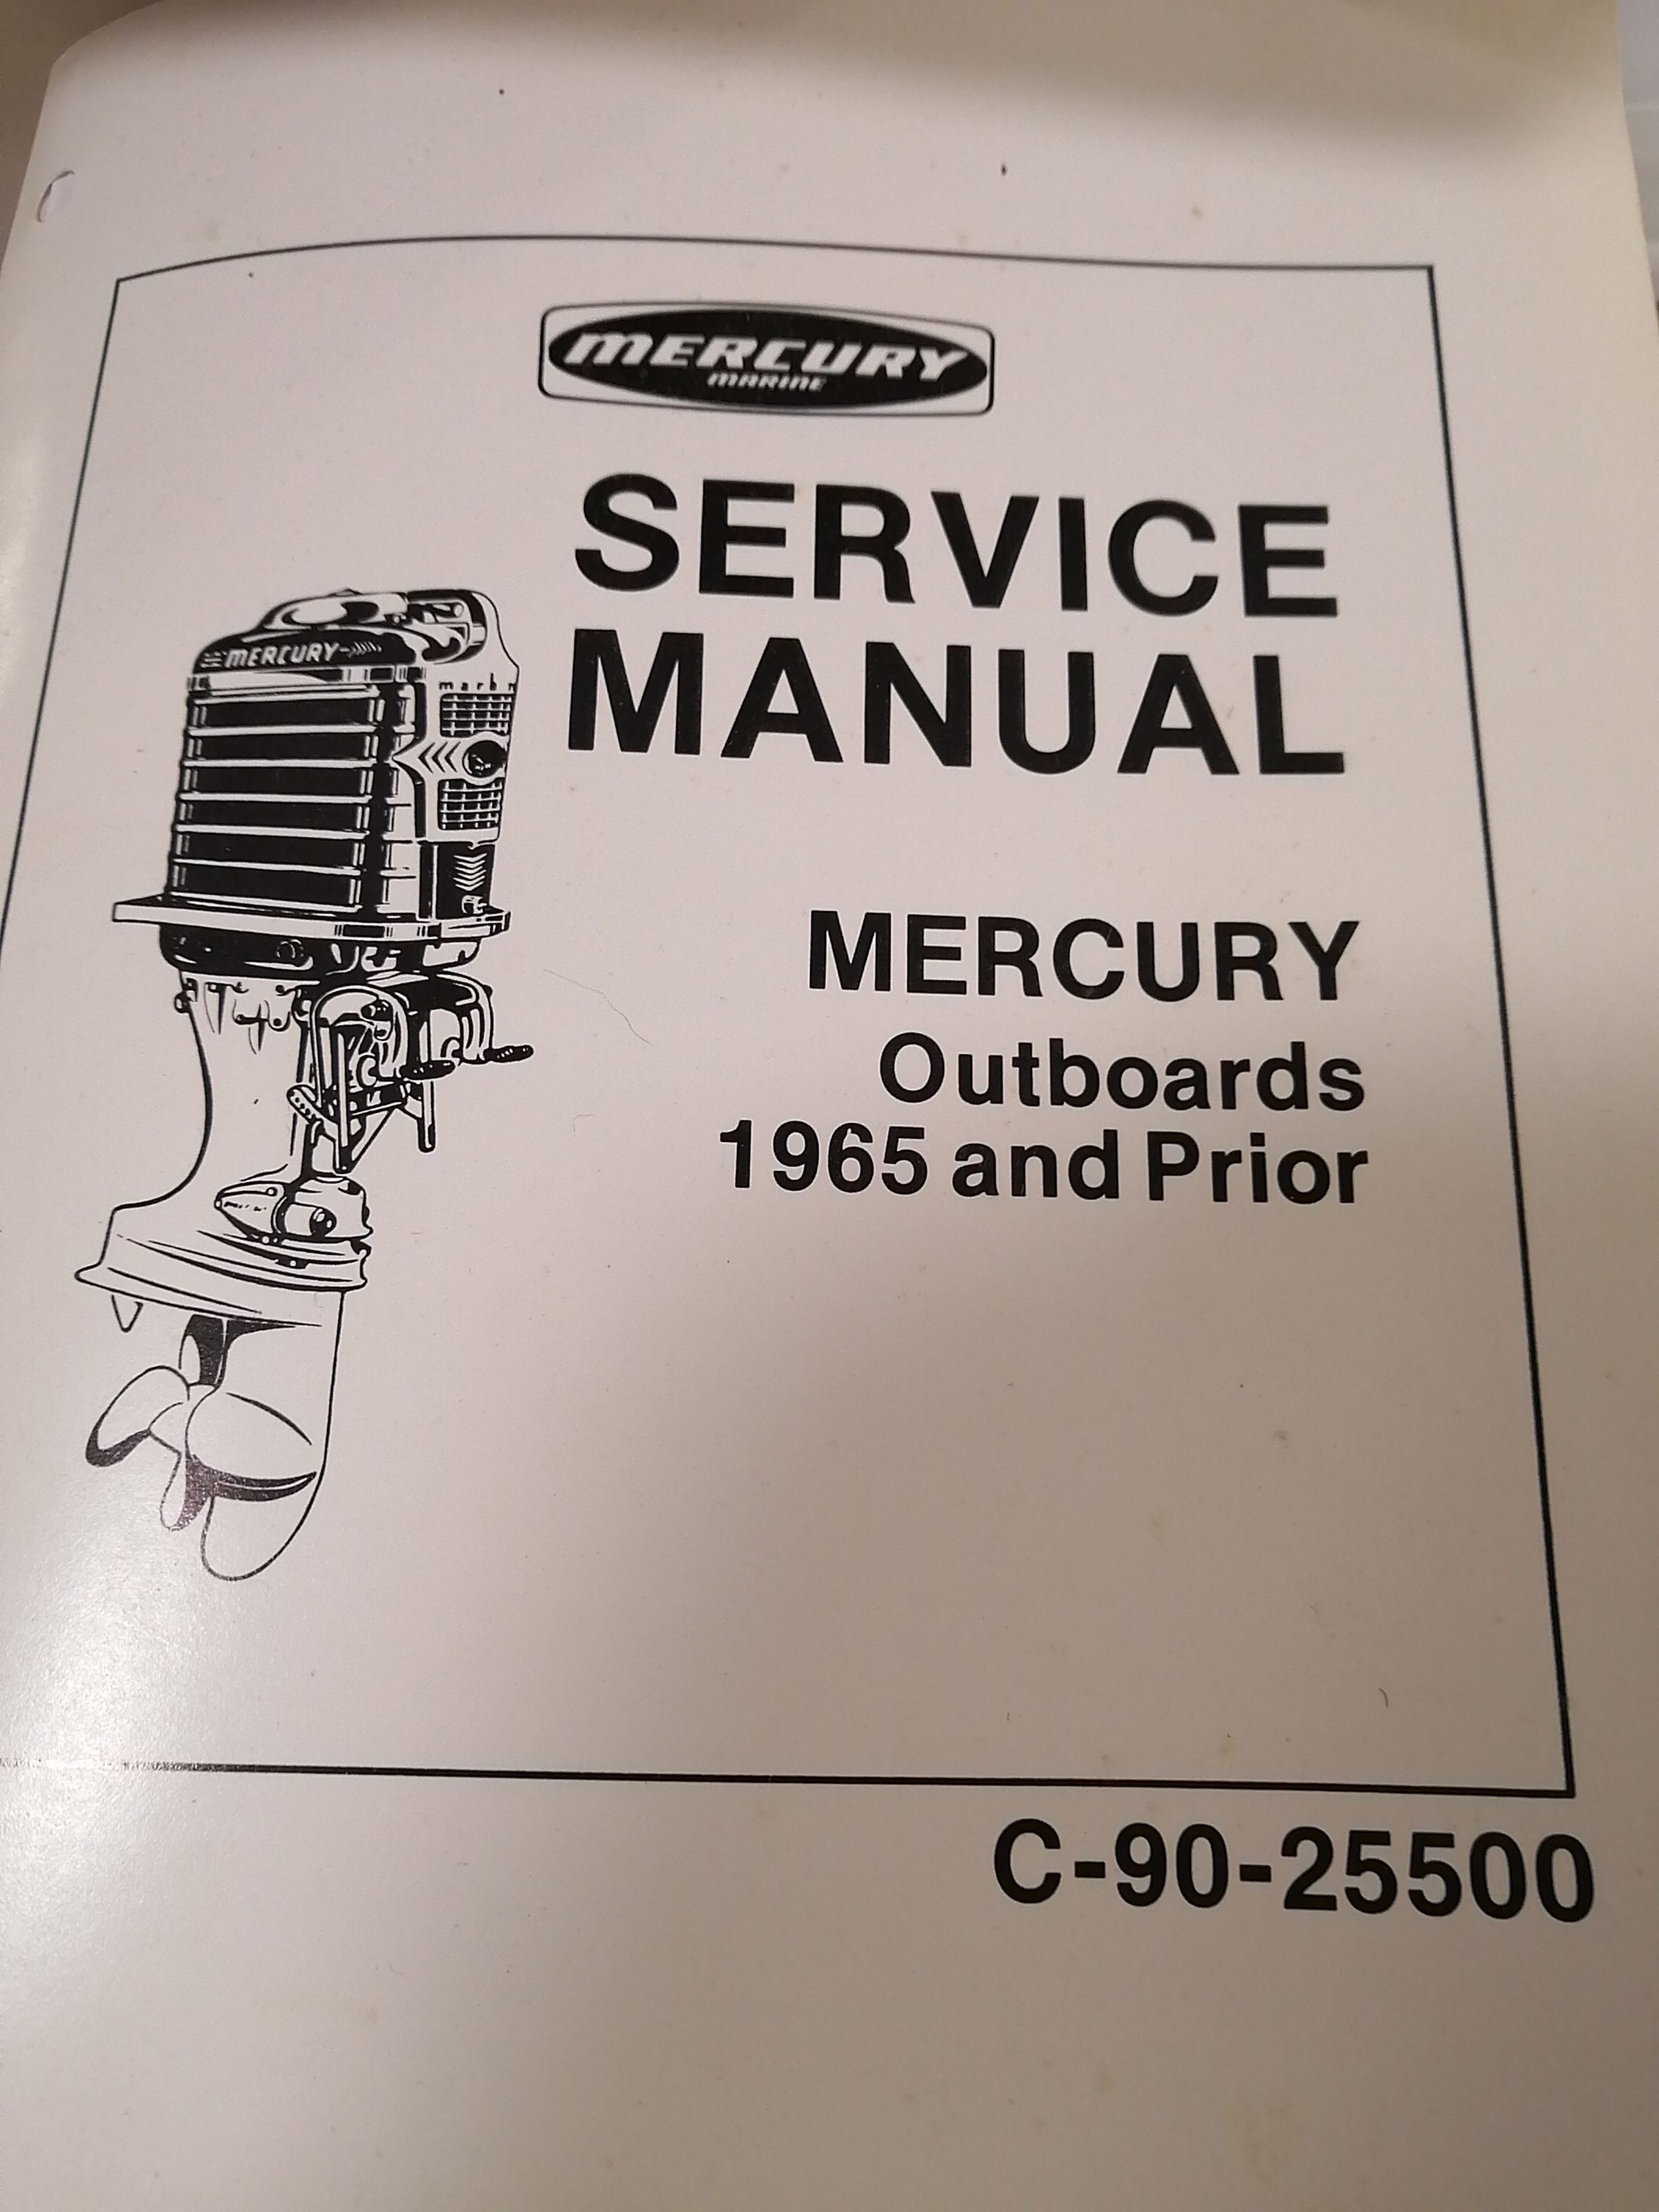 MERCURY
MARINE
SERVICE
MANUAL
MERCURY
MERCURY
Outboards
1965 and Prior
C-90-25500